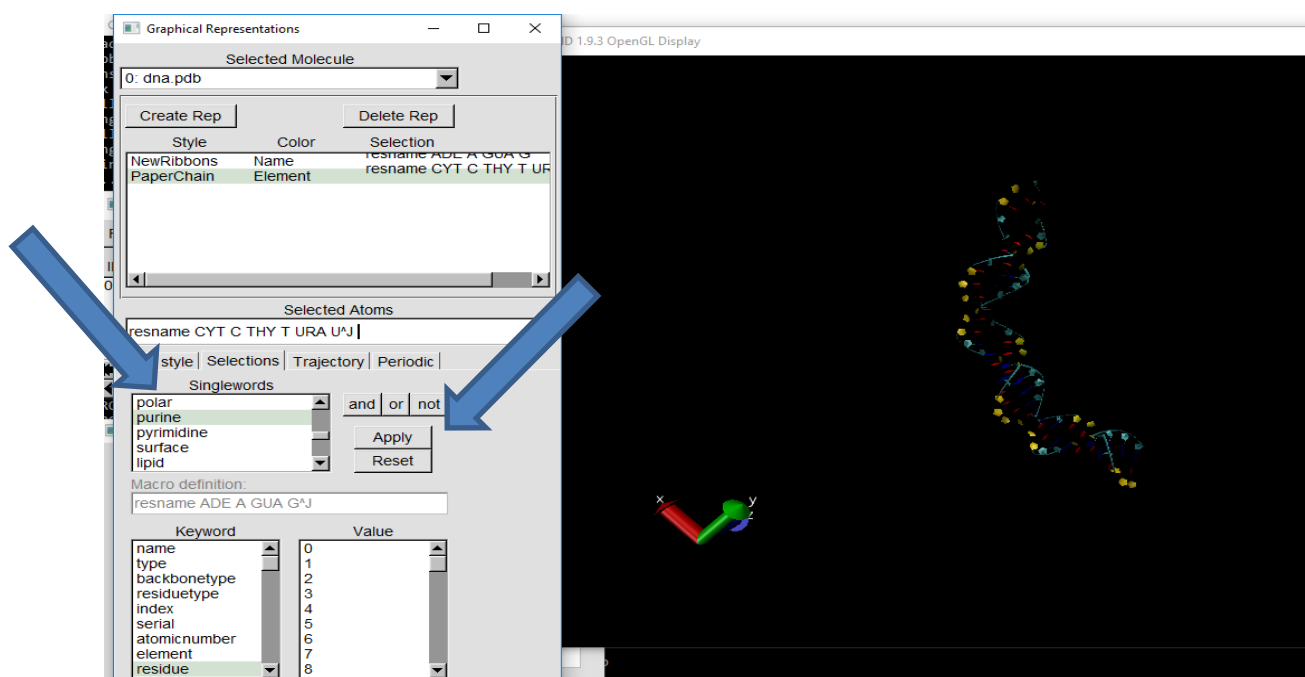 Graphical Representations
ID 1.9.3 OpenGL Display
Selected Molecule
0: dna.pdb
Create Rep Delete Rep
Style Color Selection
NewRibbons Name resname ADE A GUA G
PaperChain Element resname CYT C THY T UR
Selected Atoms
resname CYT C THY T URA U^J
style Selections Trajectory Periodic
Singlewords
polar
and or not
purine
pyrimidine
Apply
surface
lipid
Reset
Macro definition:
resname ADE A GUA G^J
Keyword Value
name 0
type 1
backbonetype 2
residuetype 3
index 4
serial 5
atomicnumber 6
element 7
residue 8
x y
z